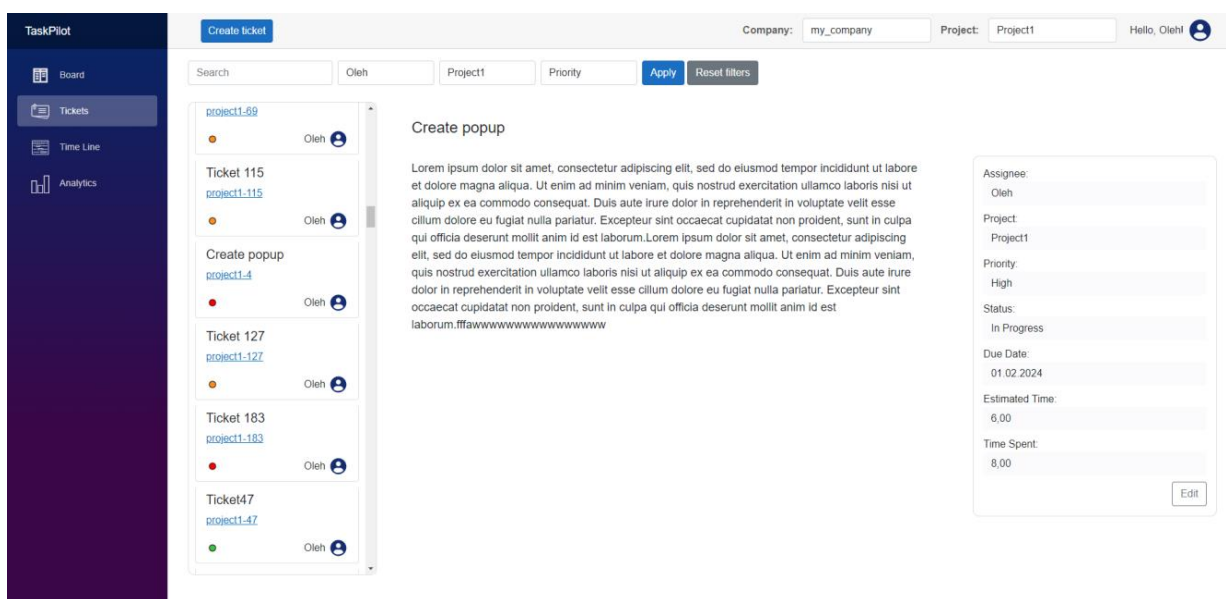 TaskPilot
Create ticket
Company:
my_company
Project:
Project1
Hello, Oleh!
Board
Tickets
Time Line
Analytics
Search
Oleh
Project1
Priority
Apply
Reset filters
project1-69
Oleh
Ticket 115
project1-115
Oleh
Create popup
project1-4
Oleh
Ticket 127
project1-127
Oleh
Ticket 183
project1-183
Oleh
Ticket47
project1-47
Oleh
Create popup
Lorem ipsum dolor sit amet, consectetur adipiscing elit, sed do eiusmod tempor incididunt ut labore
et dolore magna aliqua. Ut enim ad minim veniam, quis nostrud exercitation ullamco laboris nisi ut
aliquip ex ea commodo consequat. Duis aute irure dolor in reprehenderit in voluptate velit esse
cillum dolore eu fugiat nulla pariatur. Excepteur sint occaecat cupidatat non proident, sunt in culpa
qui officia deserunt mollit anim id est laborum.Lorem ipsum dolor sit amet, consectetur adipiscing
elit, sed do eiusmod tempor incididunt ut labore et dolore magna aliqua. Ut enim ad minim veniam,
quis nostrud exercitation ullamco laboris nisi ut aliquip ex ea commodo consequat. Duis aute irure
dolor in reprehenderit in voluptate velit esse cillum dolore eu fugiat nulla pariatur. Excepteur sint
occaecat cupidatat non proident, sunt in culpa qui officia deserunt mollit anim id est
laborum.fffawwwwwwwwwwwwwwwww
Assignee:
Oleh
Project:
Project1
Priority:
High
Status:
In Progress
Due Date:
01.02.2024
Estimated Time:
6,00
Time Spent:
8,00
Edit